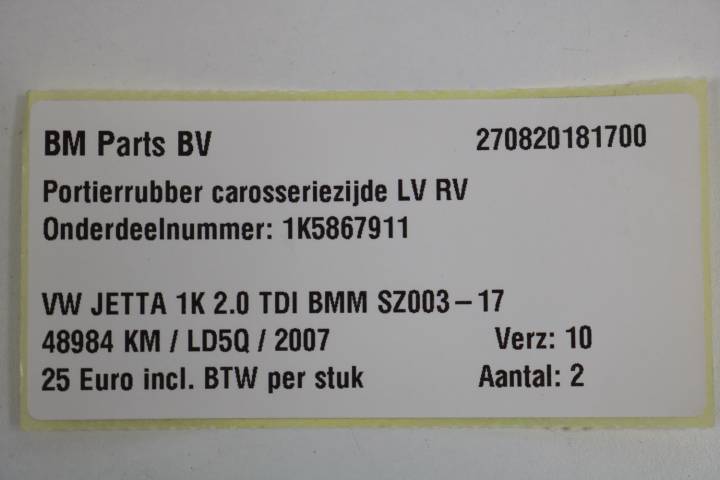 BM Parts BV 270820181700
Portierrubber carosseriezijde LV RV
Onderdeelnummer: 1K5867911
VW JETTA 1K 2.0 TDI BMM SZ003 – 17
48984 KM / LD5Q / 2007 Verz: 10
25 Euro incl. BTW per stuk Aantal: 2